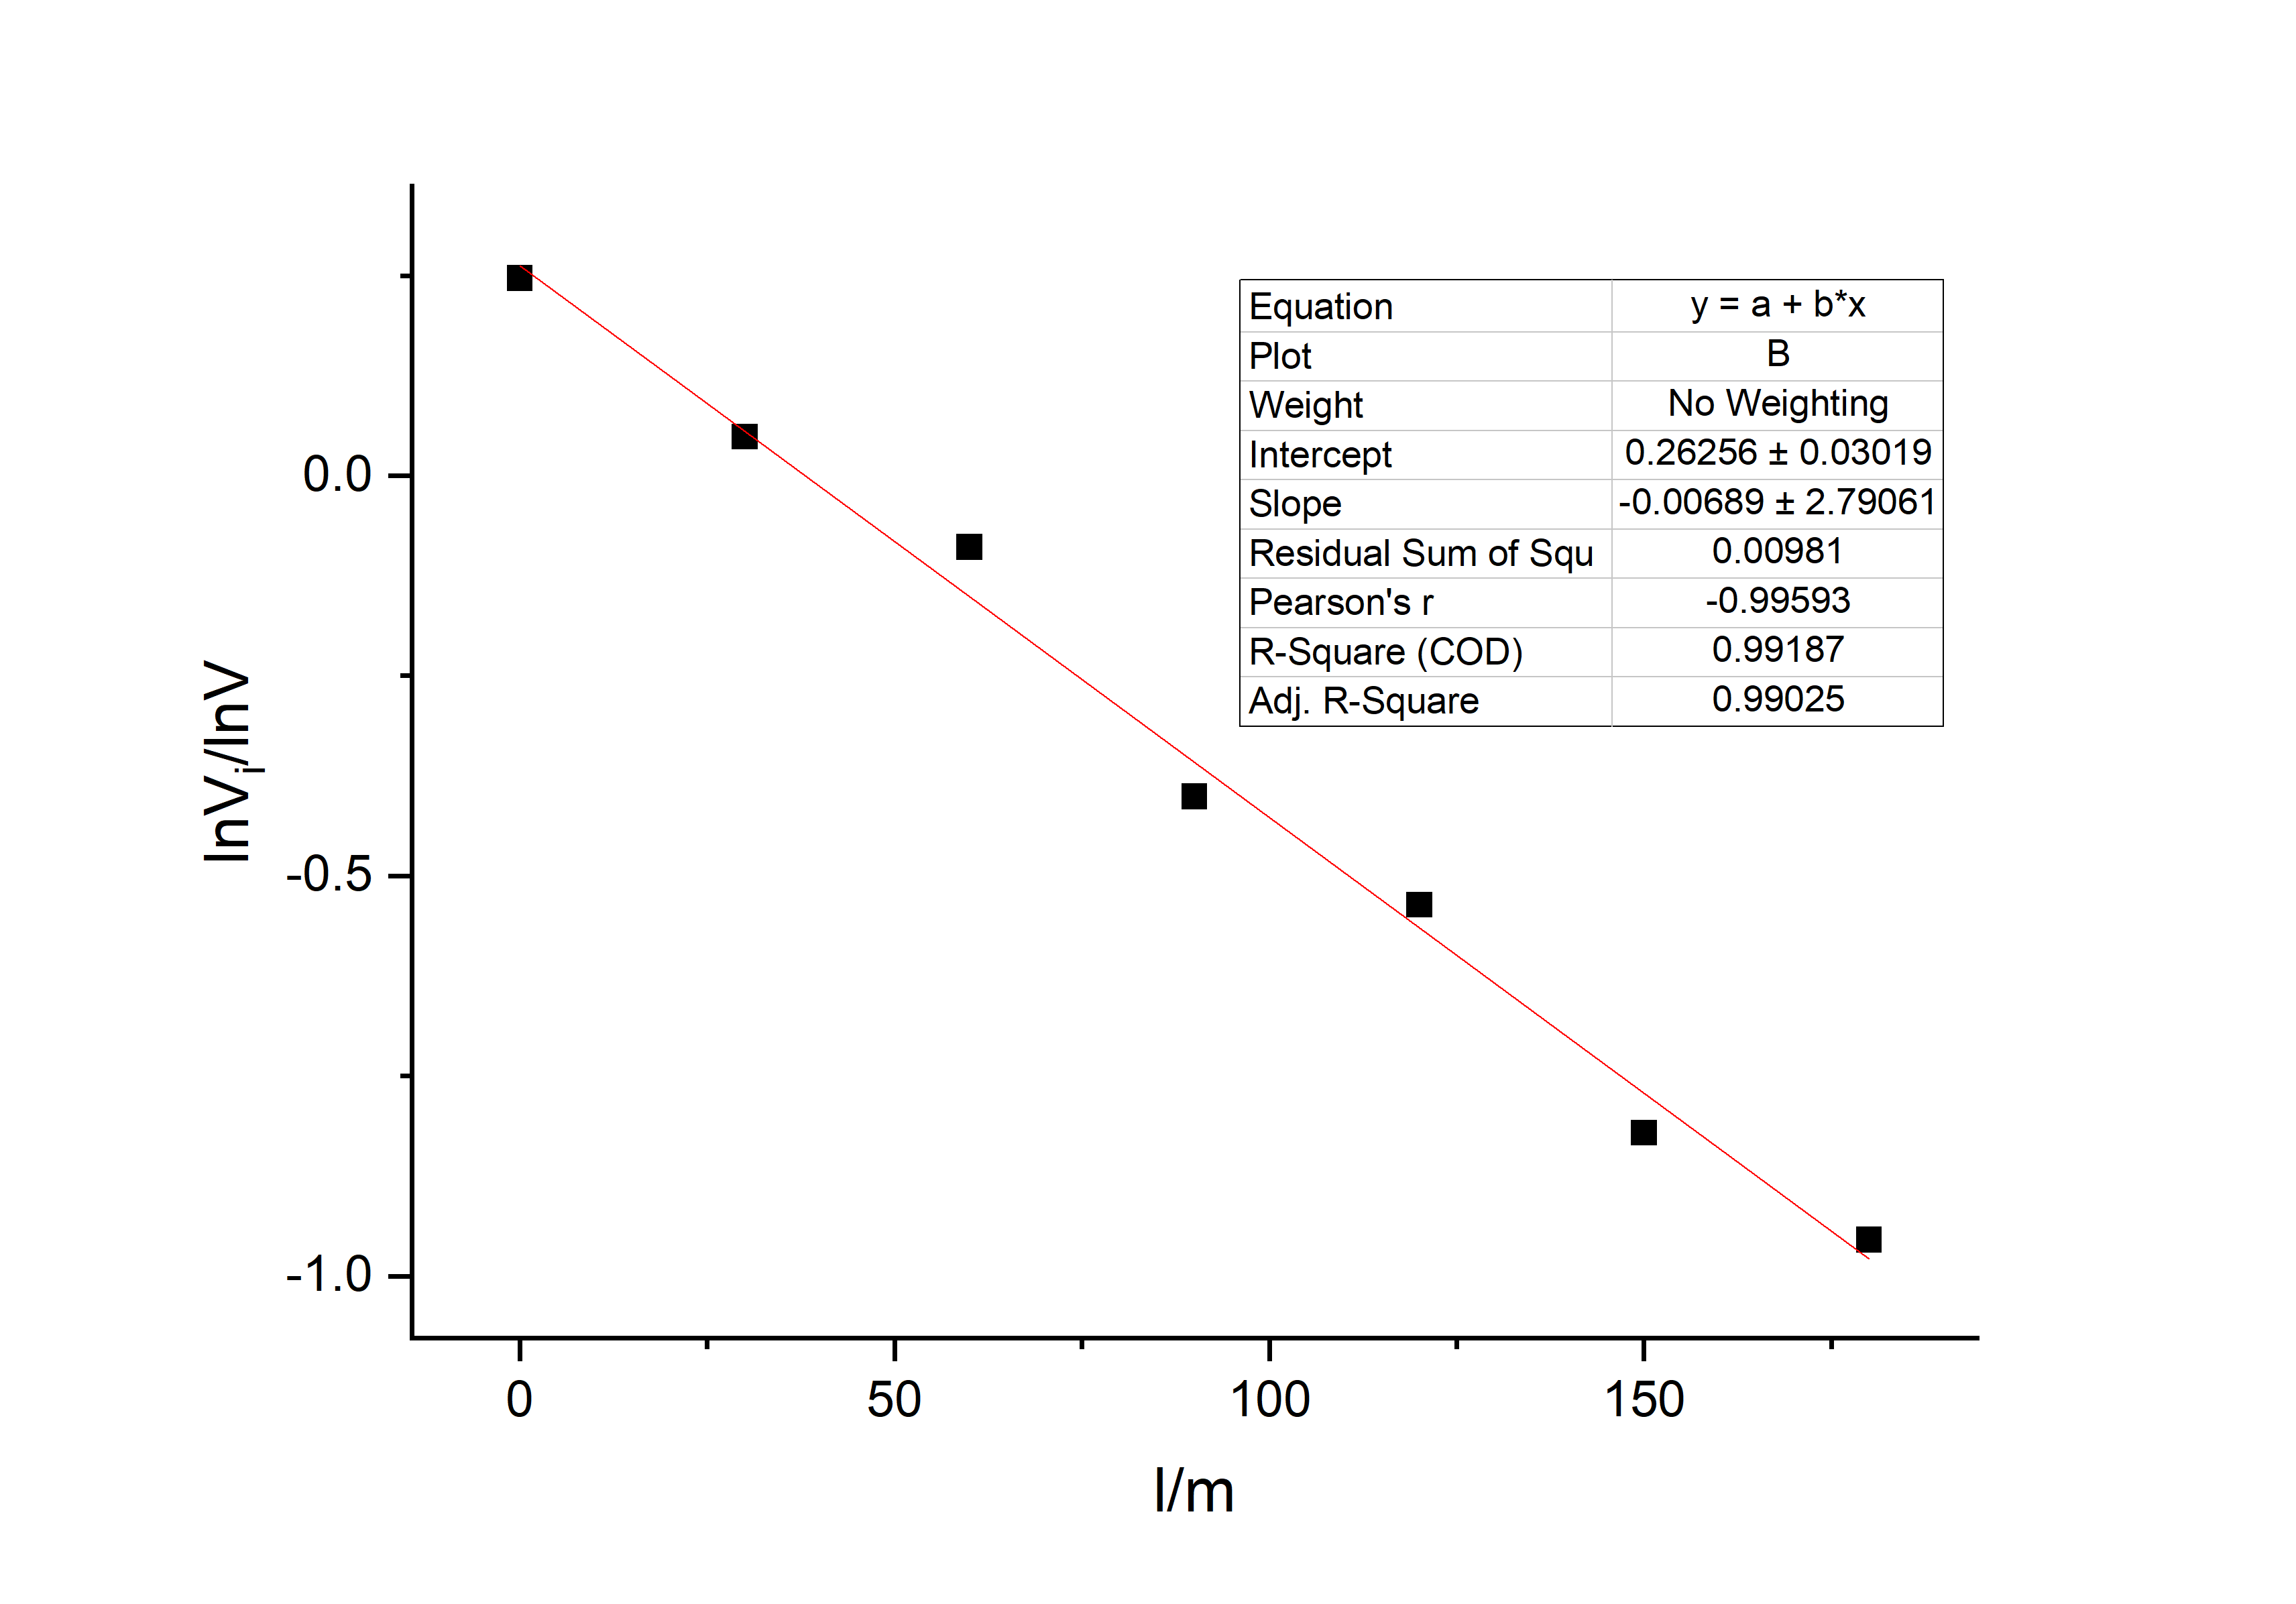 Equation y = a + b*x
Plot B
Weight No Weighting
Intercept 0.26256 ± 0.03019
Slope -0.00689 ± 2.79061
Residual Sum of Squ 0.00981
Pearson's r -0.99593
R-Square (COD) 0.99187
Adj. R-Square 0.99025
0.0
-0.5
-1.0
lnVᵢ/lnV
0 50 100 150
l/m